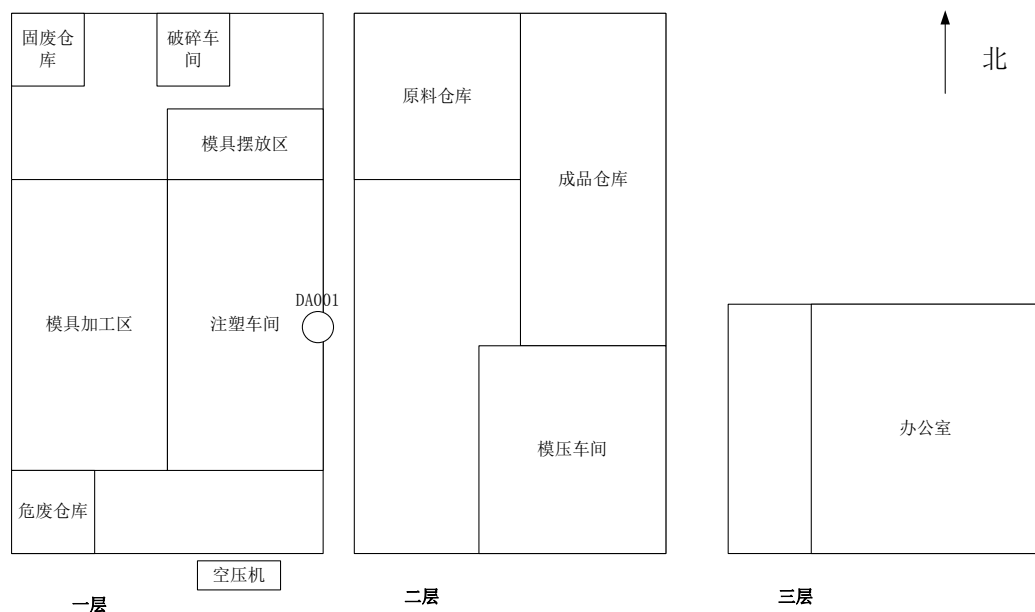 固废仓
库
破碎车
间
模具摆放区
模具加工区
注塑车间
DA001
危废仓库
空压机
一层
原料仓库
成品仓库
模压车间
二层
北
办公室
三层